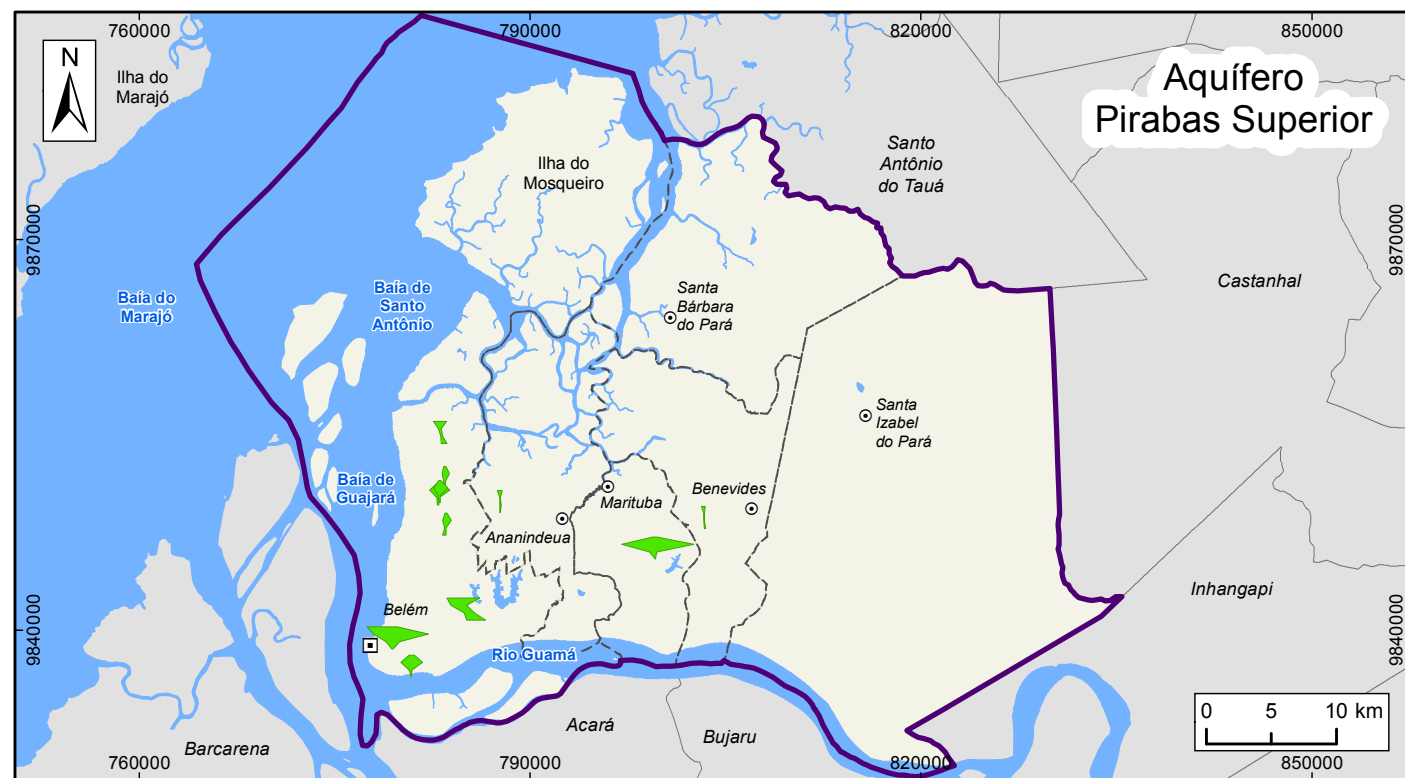 760000
790000
820000
850000
N
Ilha do
Marajó
Aquífero
Pirabas Superior
Santo
Antônio
do Tauá
Ilha do
Mosqueiro
9870000
9870000
Castanhal
Baía do
Marajó
Baía de
Santo
Antônio
Santa
Bárbara
do Pará
Santa
Izabel
do Pará
Baía de
Guajará
Marituba
Benevides
Ananindeua
Inhangapi
Belém
9840000
9840000
Rio Guamá
Acará
Bujaru
Barcarena
0 5 10 km
760000
790000
820000
850000